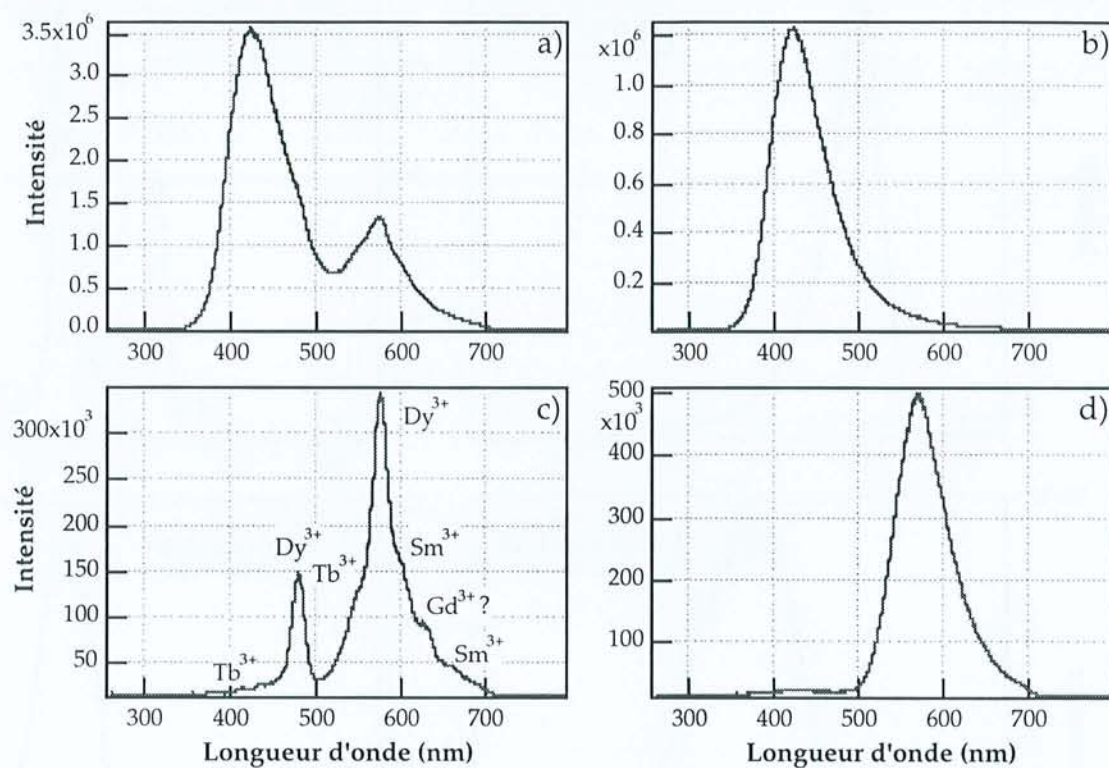 a)
3.5x10⁶
3.0
2.5
3.0
1.5
1.0
0.5
0.0
300 400 500 600 700
Intensité
b)
x10⁶
1.0
0.8
0.6
0.4
0.2
300 400 500 600 700
c)
300x10³
250
300
150
100
50
Dy³⁺
Dy³⁺
Tb³⁺
Sm³⁺
Gd³⁺ ?
Sm³⁺
Tb³⁺
300 400 500 600 700
Intensité
Longueur d'onde (nm)
d)
500
x10³
400
300
300
100
300 400 500 600 700
Longueur d'onde (nm)